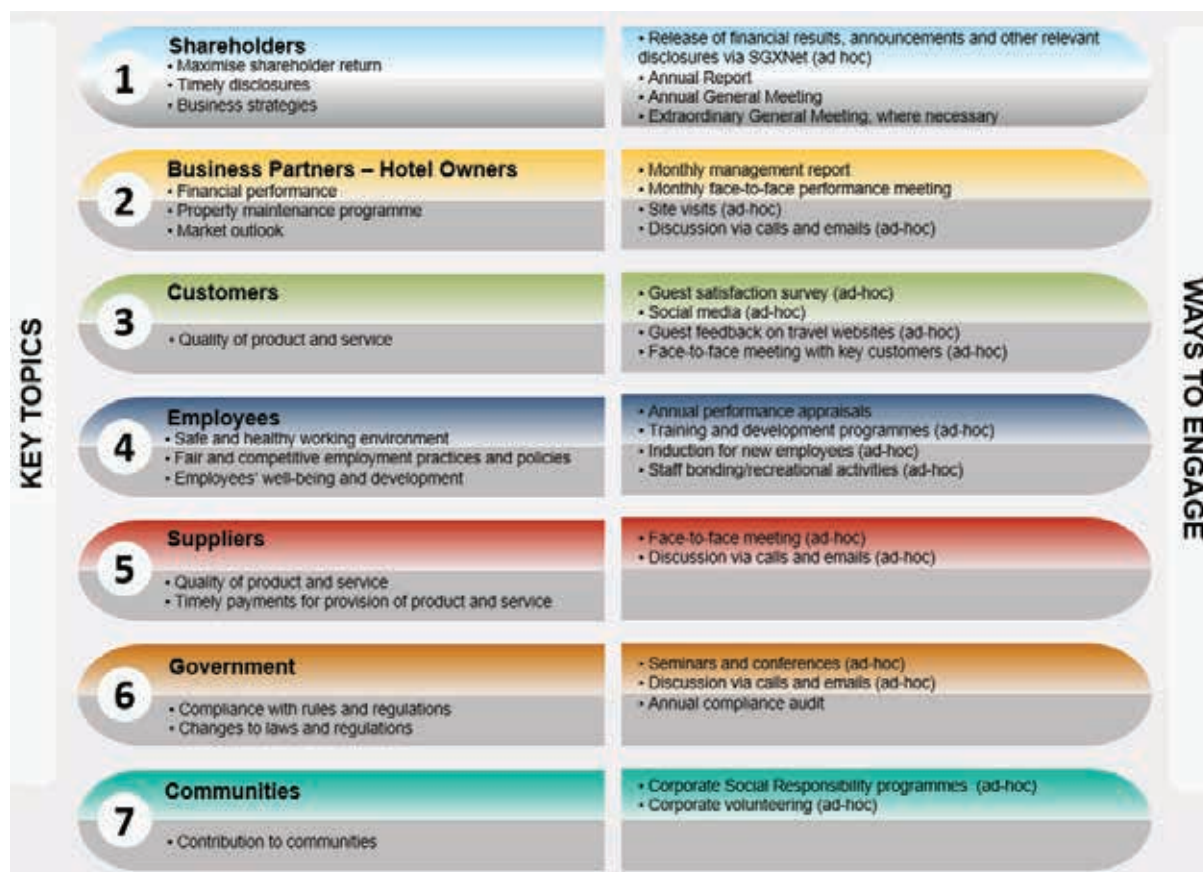 KEY TOPICS
1
Shareholders
• Maximise shareholder return
• Timely disclosures
• Business strategies
• Release of financial results, announcements and other relevant
disclosures via SGXNet (ad hoc)
• Annual Report
• Annual General Meeting
• Extraordinary General Meeting, where necessary
2
Business Partners – Hotel Owners
• Financial performance
• Property maintenance programme
• Market outlook
• Monthly management report
• Monthly face-to-face performance meeting
• Site visits (ad-hoc)
• Discussion via calls and emails (ad-hoc)
3
Customers
• Quality of product and service
• Guest satisfaction survey (ad-hoc)
• Social media (ad-hoc)
• Guest feedback on travel websites (ad-hoc)
• Face-to-face meeting with key customers (ad-hoc)
4
Employees
• Safe and healthy working environment
• Fair and competitive employment practices and policies
• Employees' well-being and development
• Annual performance appraisals
• Training and development programmes (ad-hoc)
• Induction for new employees (ad-hoc)
• Staff bonding/recreational activities (ad-hoc)
5
Suppliers
• Quality of product and service
• Timely payments for provision of product and service
• Face-to-face meeting (ad-hoc)
• Discussion via calls and emails (ad-hoc)
6
Government
• Compliance with rules and regulations
• Changes to laws and regulations
• Seminars and conferences (ad-hoc)
• Discussion via calls and emails (ad-hoc)
• Annual compliance audit
7
Communities
• Contribution to communities
• Corporate Social Responsibility programmes (ad-hoc)
• Corporate volunteering (ad-hoc)
WAYS TO ENGAGE